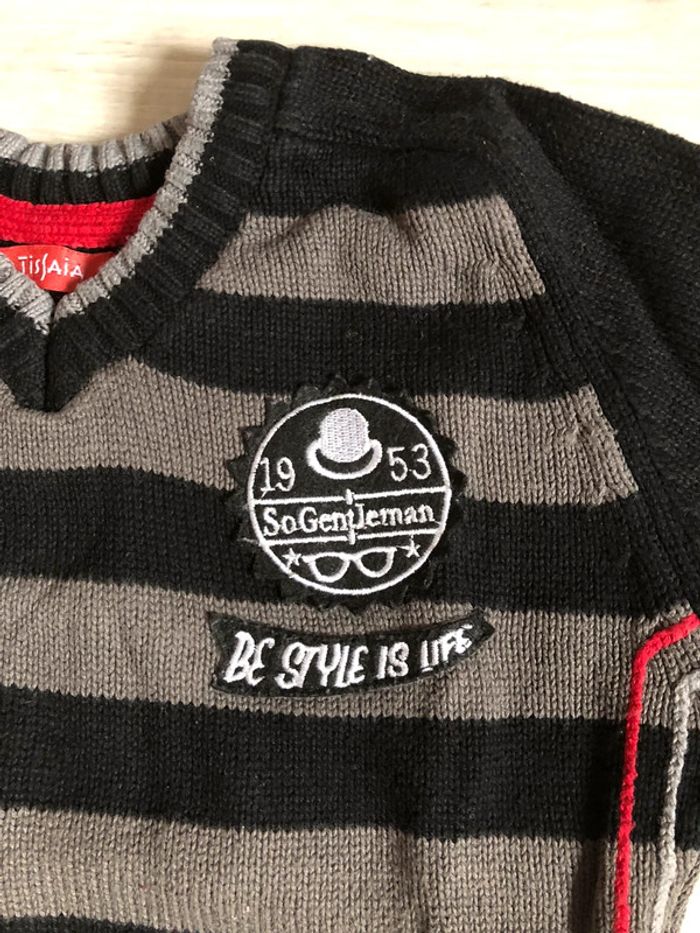 TiSSAiA
19 53
SoGentleman
BE STYLE IS LIFE